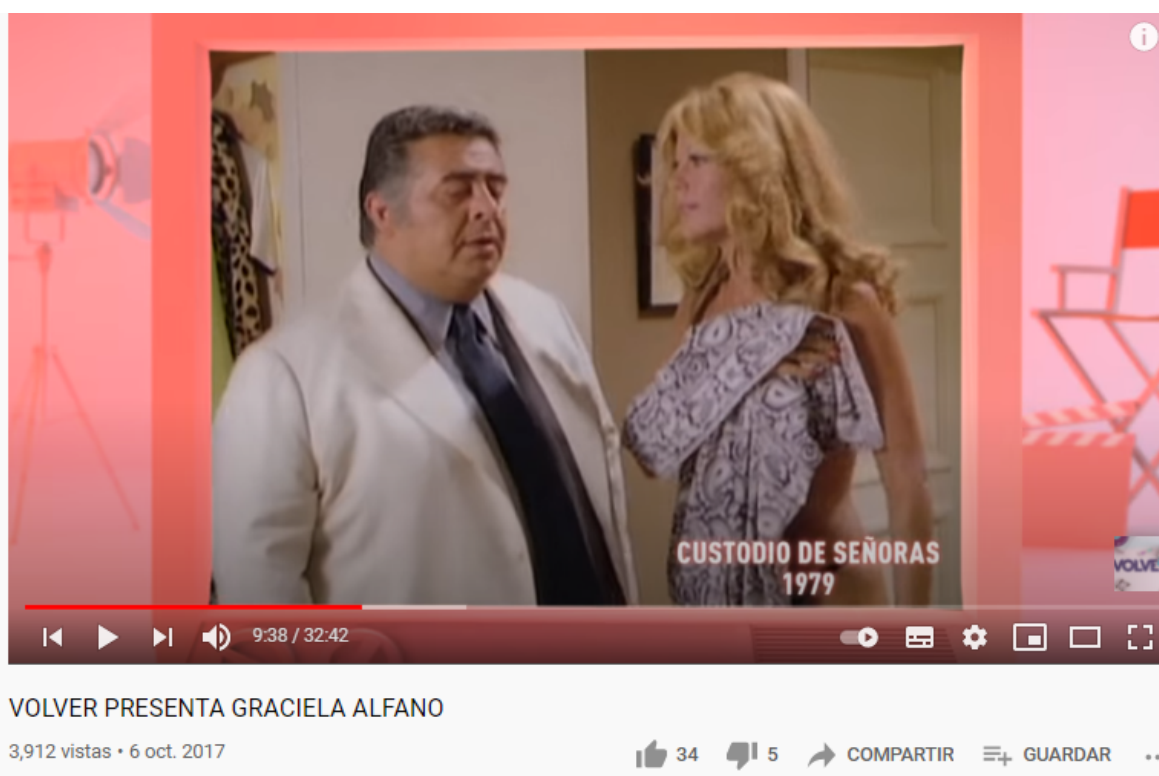 CUSTODIO DE SEÑORAS
1979
VOLVE
9:38 / 32:42
VOLVER PRESENTA GRACIELA ALFANO
3,912 vistas • 6 oct. 2017
34
5
COMPARTIR
GUARDAR